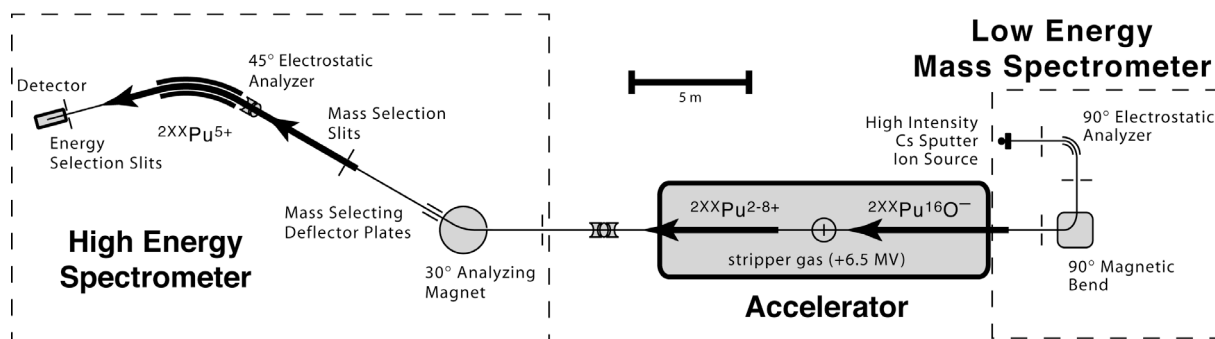 Low Energy
Mass Spectrometer
45° Electrostatic
Analyzer
Detector
Mass Selection
Slits
5 m
90° Electrostatic
Analyzer
High Intensity
Cs Sputter
Ion Source
²ˣˣPu⁵⁺
Energy
Selection Slits
Mass Selecting
Deflector Plates
²ˣˣPu²⁻⁸⁺
²ˣˣPu¹⁶O⁻
High Energy
Spectrometer
stripper gas (+6.5 MV)
30° Analyzing
Magnet
90° Magnetic
Bend
Accelerator